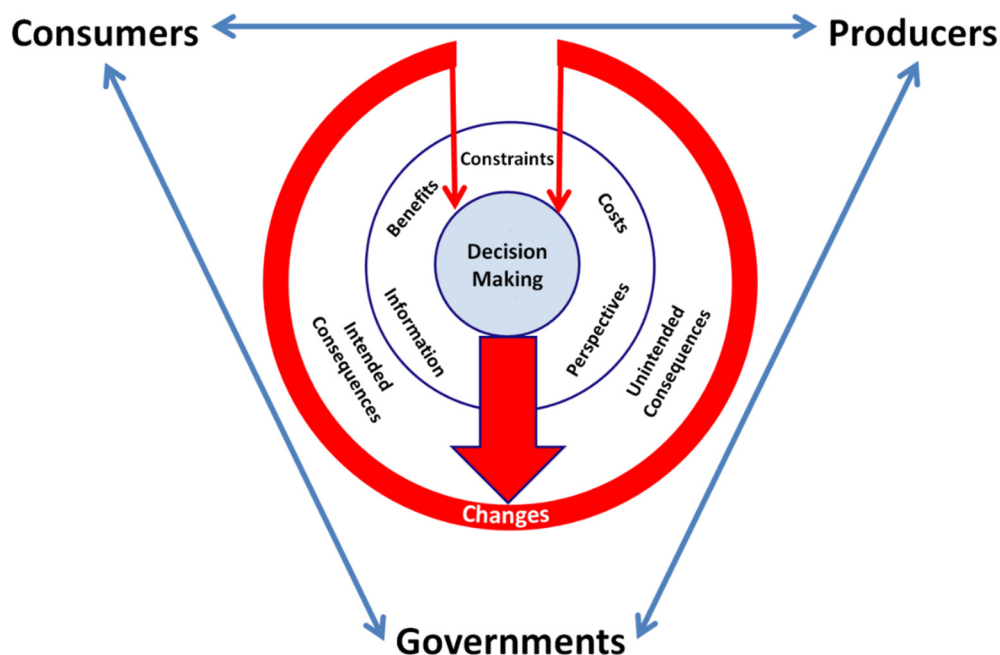 Consumers
Producers
Constraints
Benefits
Costs
Decision
Making
Information
Perspectives
Intended
Consequences
Unintended
Consequences
Changes
Governments